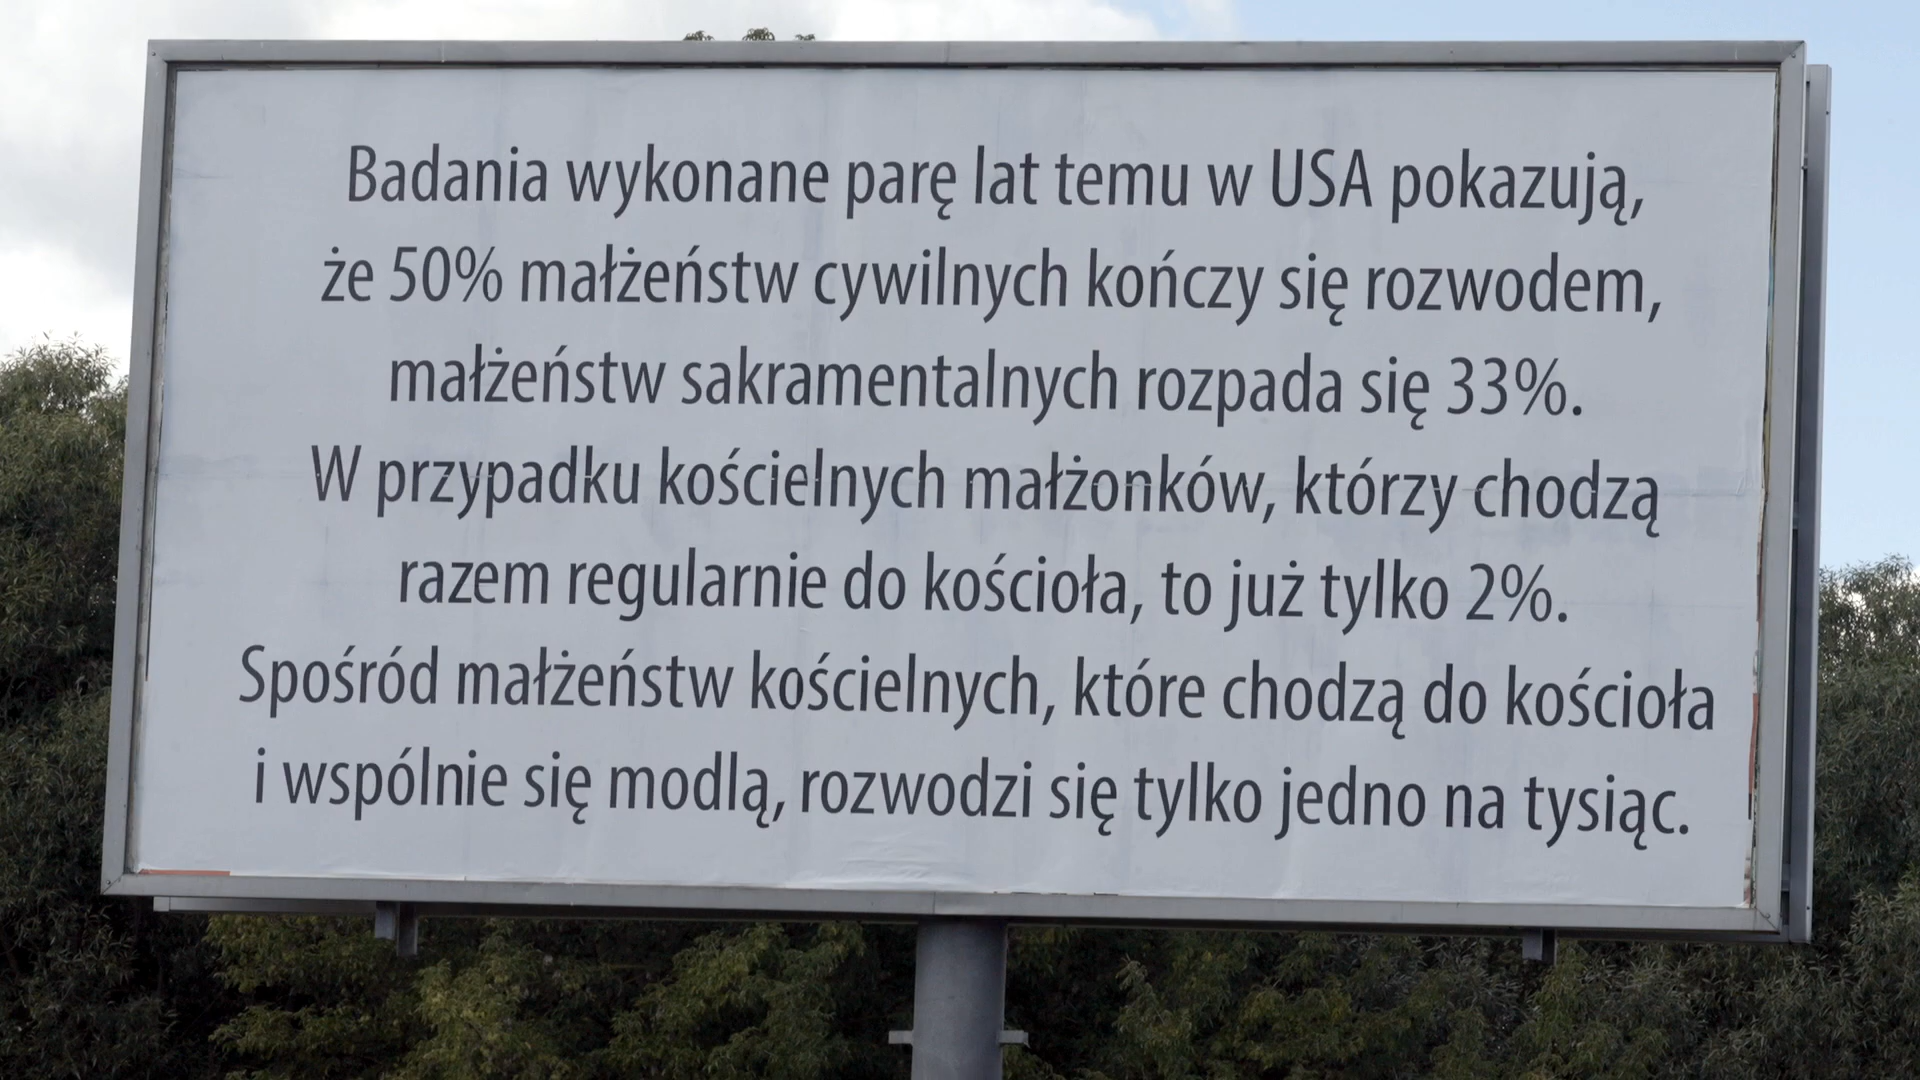 Badania wykonane parę lat temu w USA pokazują,
że 50% małżeństw cywilnych kończy się rozwodem,
małżeństw sakramentalnych rozpada się 33%.
W przypadku kościelnych małżonków, którzy chodzą
razem regularnie do kościoła, to już tylko 2%.
Spośród małżeństw kościelnych, które chodzą do kościoła
i wspólnie się modlą, rozwodzi się tylko jedno na tysiąc.